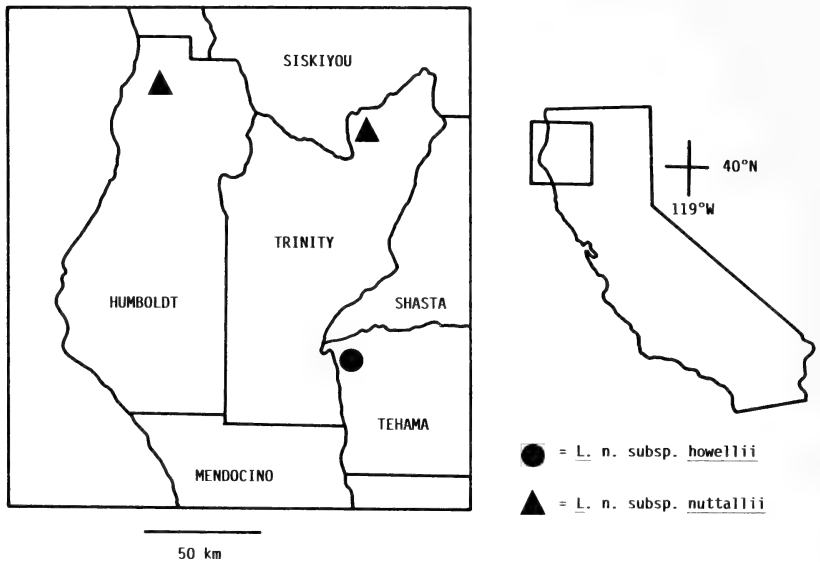 SISKIYOU
40°N
119°W
TRINITY
HUMBOLDT
SHASTA
TEHAMA
MENDOCINO
= L. n. subsp. howellii
= L. n. subsp. nuttallii
50 km